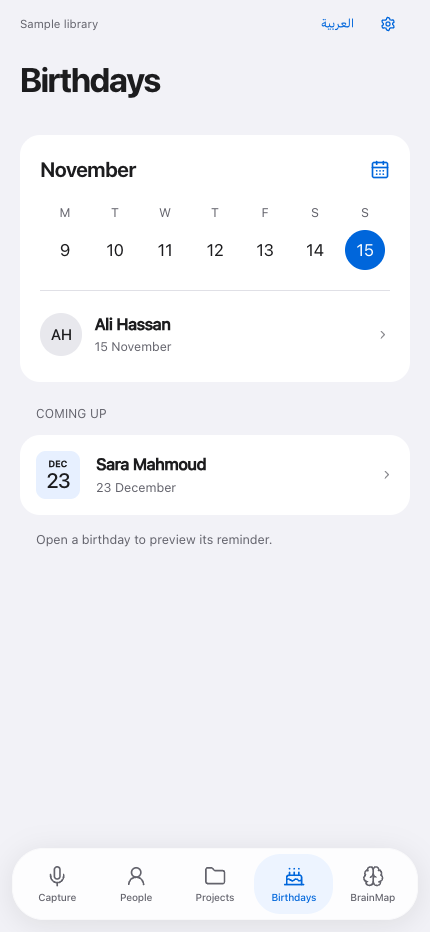 Sample library
العربية
Birthdays
November
M T W T F S S
9 10 11 12 13 14 15
AH
Ali Hassan
15 November
COMING UP
DEC
23
Sara Mahmoud
23 December
Open a birthday to preview its reminder.
Capture People Projects Birthdays BrainMap